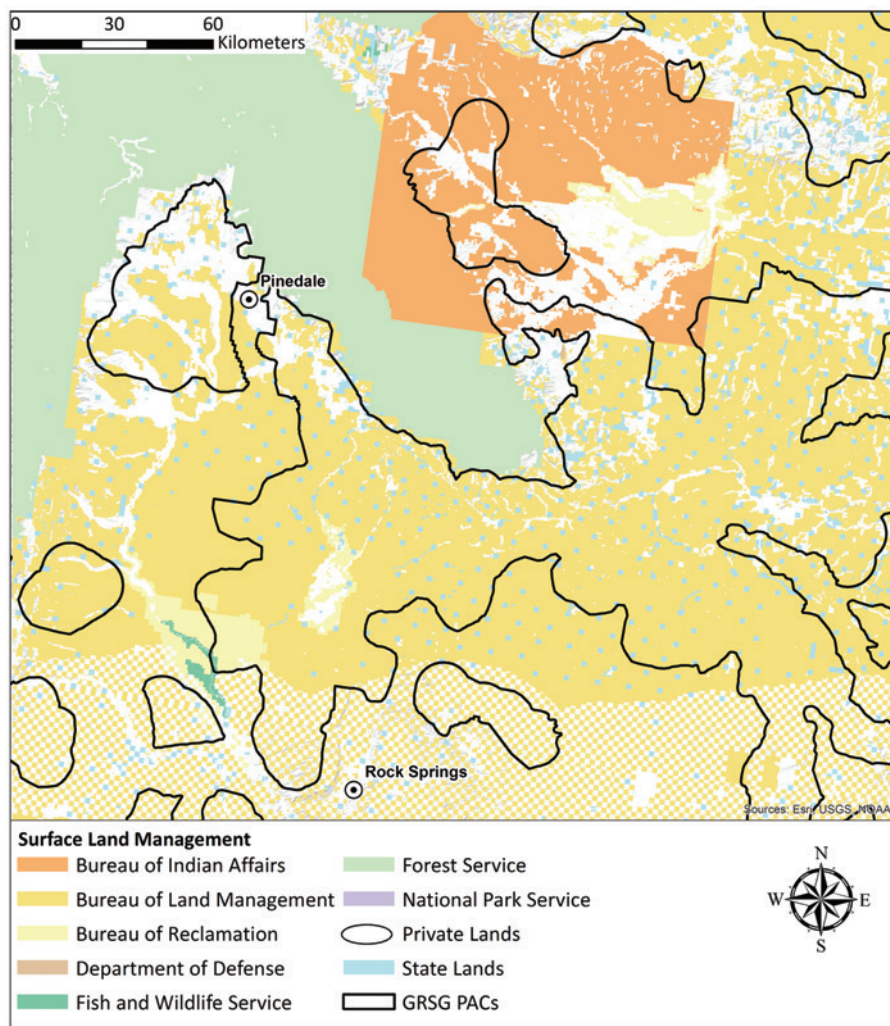 0 30 60
Kilometers
Pinedale
Rock Springs
Sources: Esri, USGS, NOAA
Surface Land Management
Bureau of Indian Affairs
Bureau of Land Management
Bureau of Reclamation
Department of Defense
Fish and Wildlife Service
Forest Service
National Park Service
Private Lands
State Lands
GRSG PACs
N
W E
S